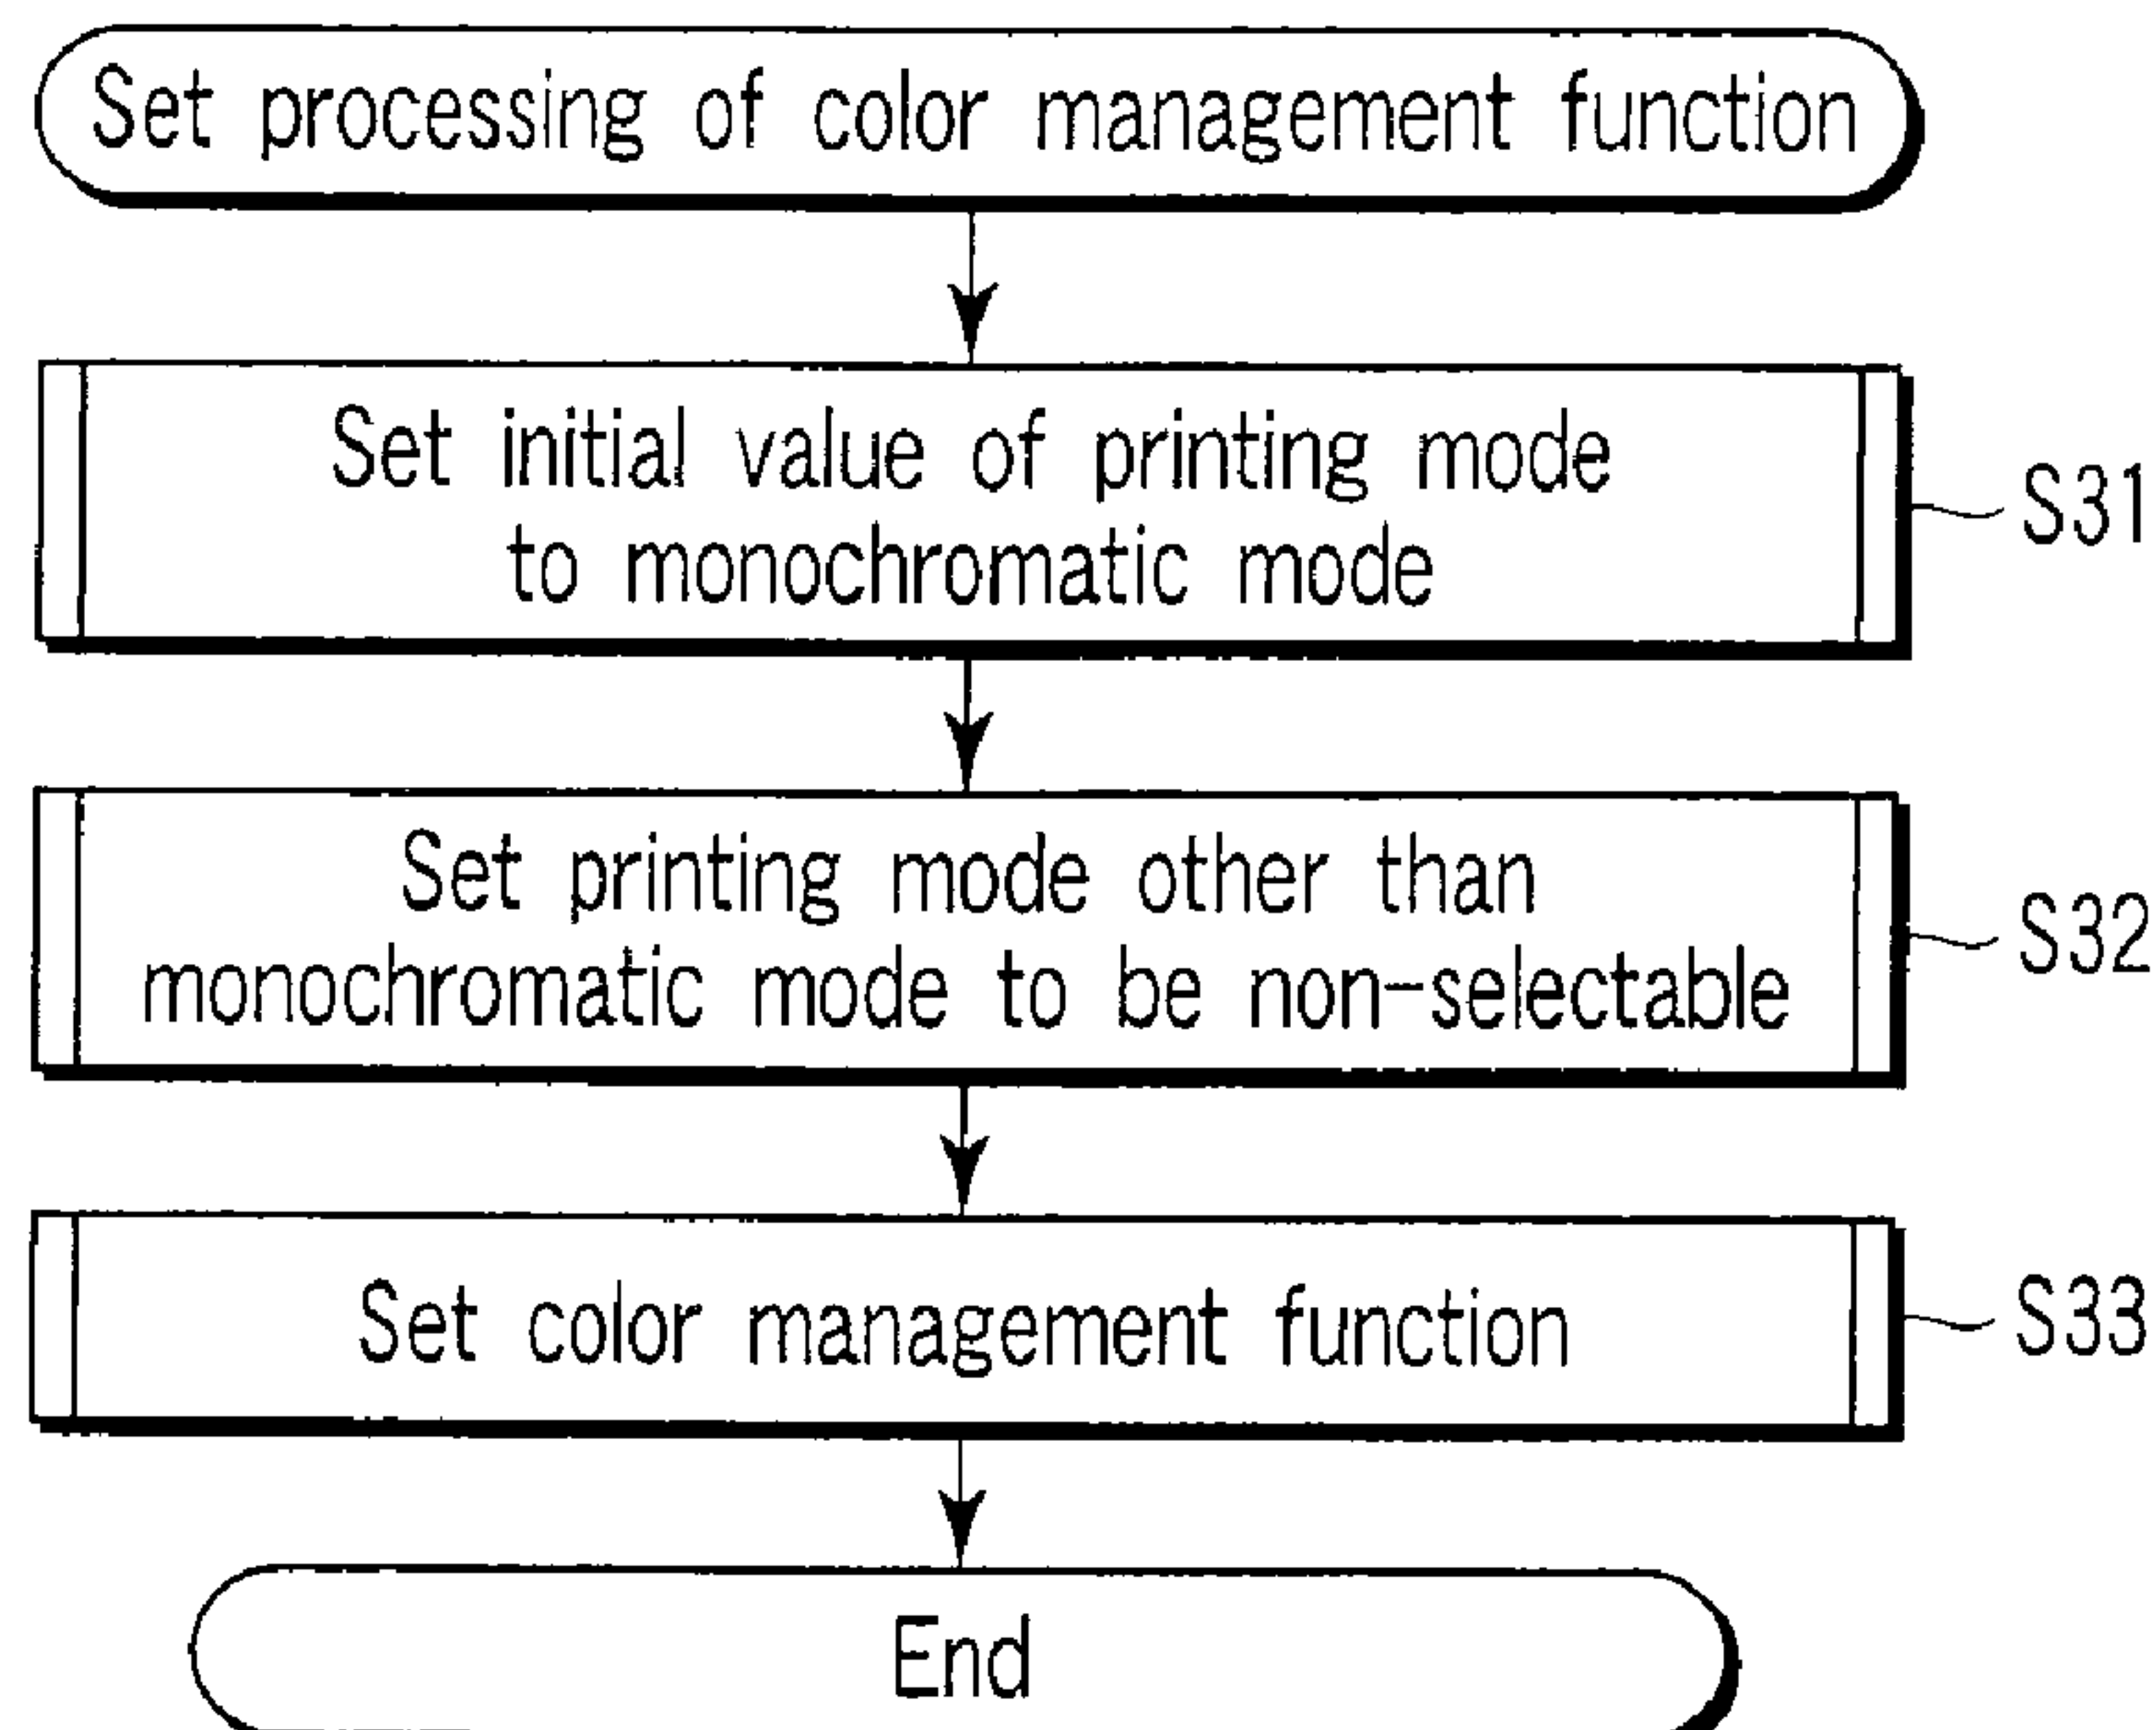 Set processing of color management function
Set initial value of printing mode
to monochromatic mode
S31
Set printing mode other than
monochromatic mode to be non-selectable
S32
Set color management function
S33
End